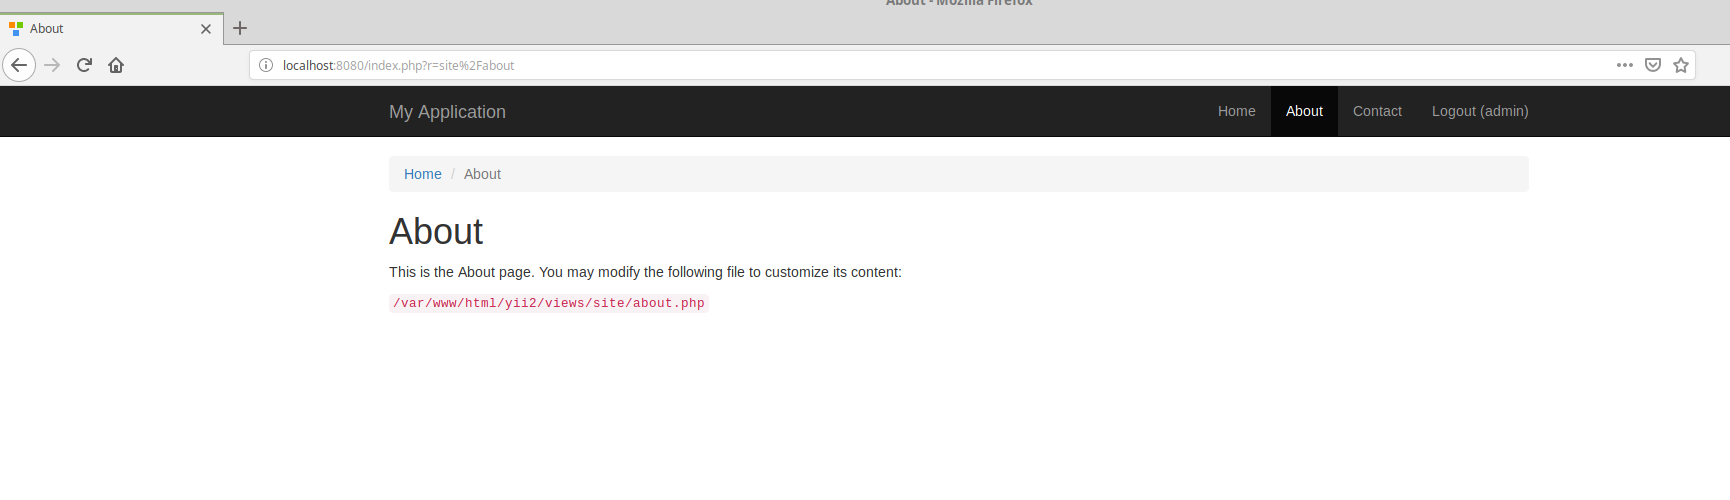 About - Mozilla Firefox
About
localhost:8080/index.php?r=site%2Fabout
My Application Home About Contact Logout (admin)
Home / About
About
This is the About page. You may modify the following file to customize its content:
/var/www/html/yii2/views/site/about.php